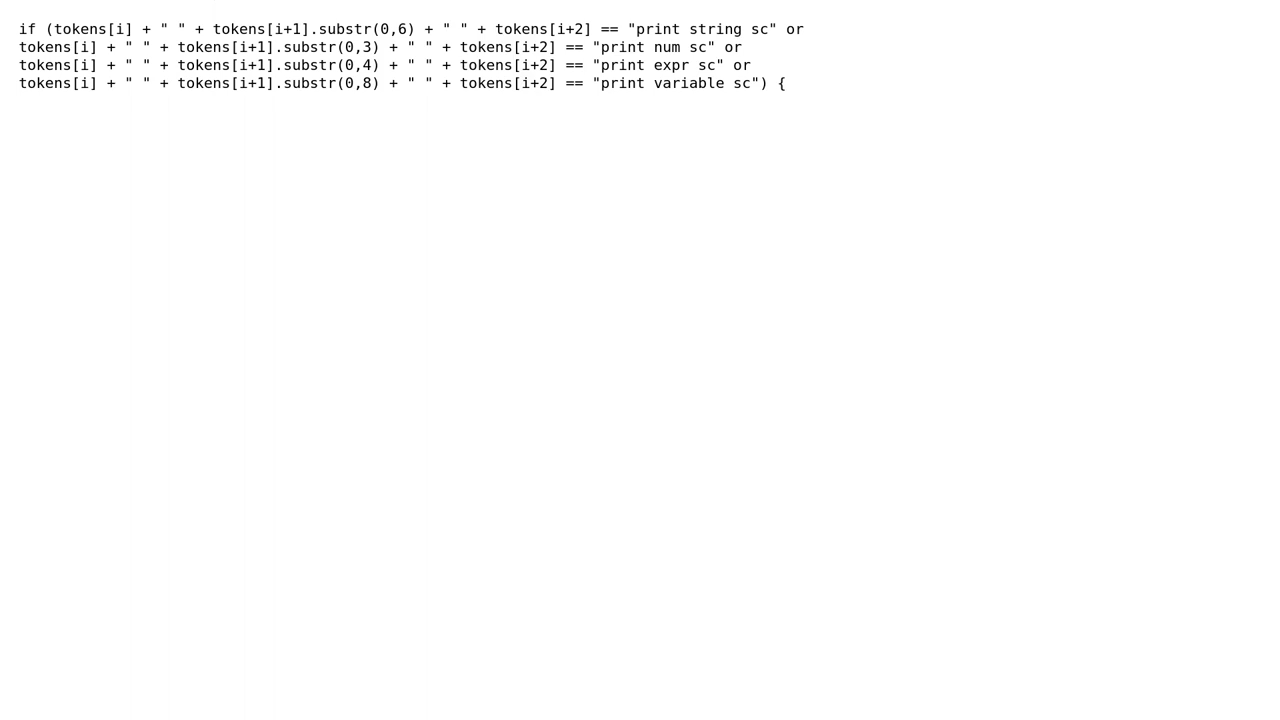 if (tokens[i] + " " + tokens[i+1].substr(0,6) + " " + tokens[i+2] == "print string sc" or
tokens[i] + " " + tokens[i+1].substr(0,3) + " " + tokens[i+2] == "print num sc" or
tokens[i] + " " + tokens[i+1].substr(0,4) + " " + tokens[i+2] == "print expr sc" or
tokens[i] + " " + tokens[i+1].substr(0,8) + " " + tokens[i+2] == "print variable sc") {